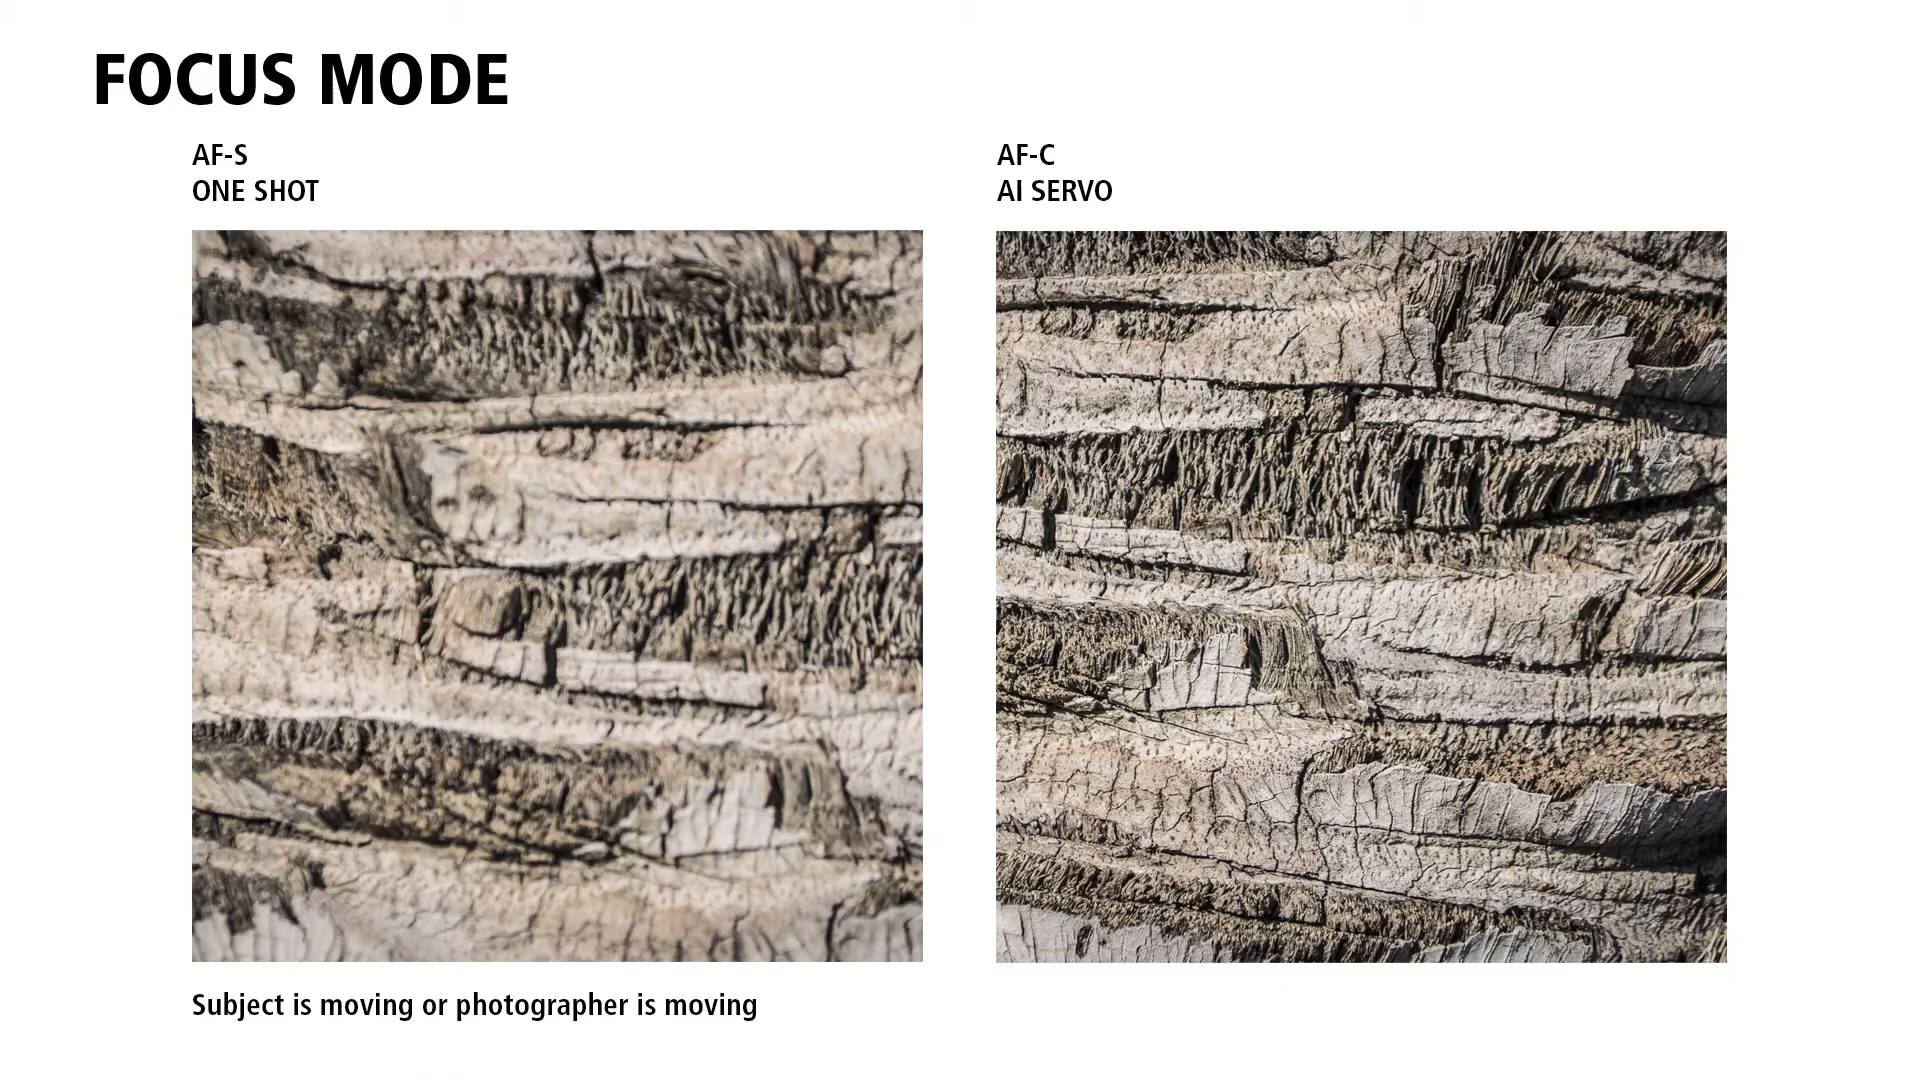 FOCUS MODE
AF-S
ONE SHOT
AF-C
AI SERVO
Subject is moving or photographer is moving